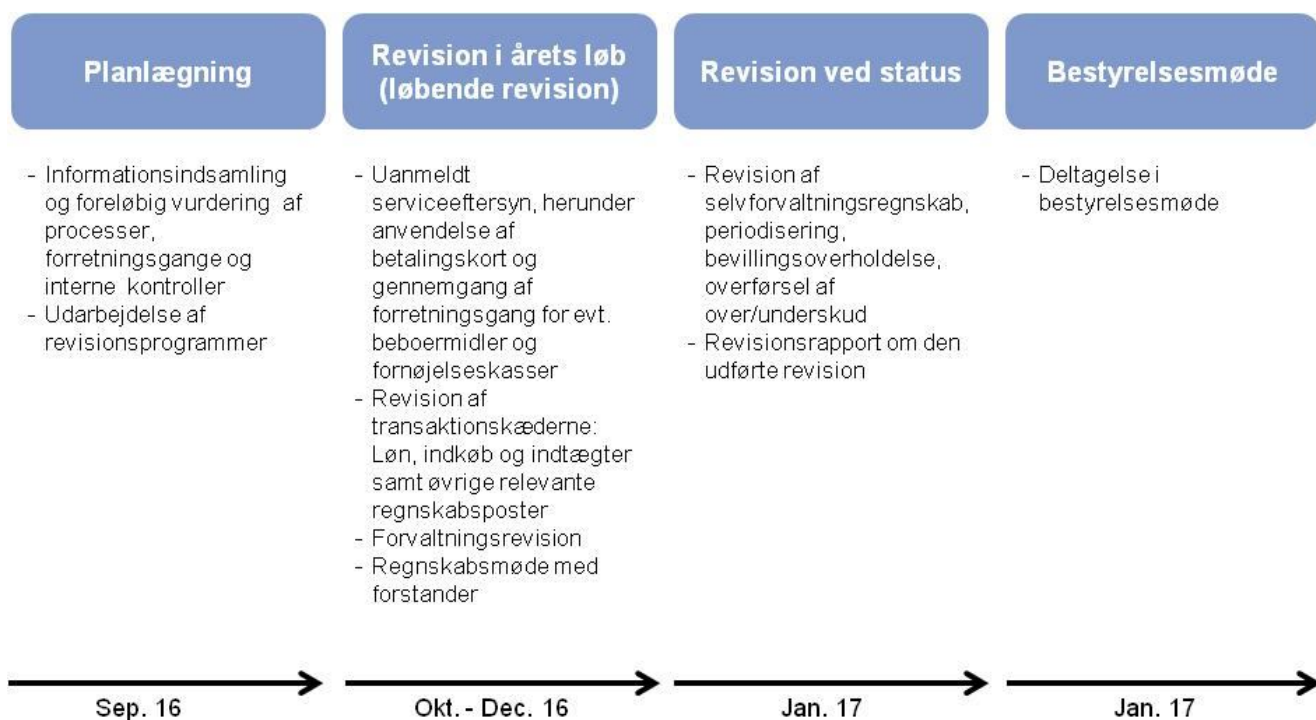 Planlægning
- Informationsindsamling
og foreløbig vurdering af
processer,
forretningsgange og
interne kontroller
- Udarbejdelse af
revisionsprogrammer
Sep. 16
Revision i årets løb
(løbende revision)
- Uanmeldt
serviceeftersyn, herunder
anvendelse af
betalingskort og
gennemgang af
forretningsgang for evt.
beboermidler og
fornøjelseskasser
- Revision af
transaktionskæderne:
Løn, indkøb og indtægter
samt øvrige relevante
regnskabsposter
- Forvaltningsrevision
- Regnskabsmøde med
forstander
Okt. - Dec. 16
Revision ved status
- Revision af
selvforvaltningsregnskab,
periodisering,
bevillingsoverholdelse,
overførsel af
over/underskud
- Revisionsrapport om den
udførte revision
Jan. 17
Bestyrelsesmøde
- Deltagelse i
bestyrelsesmøde
Jan. 17